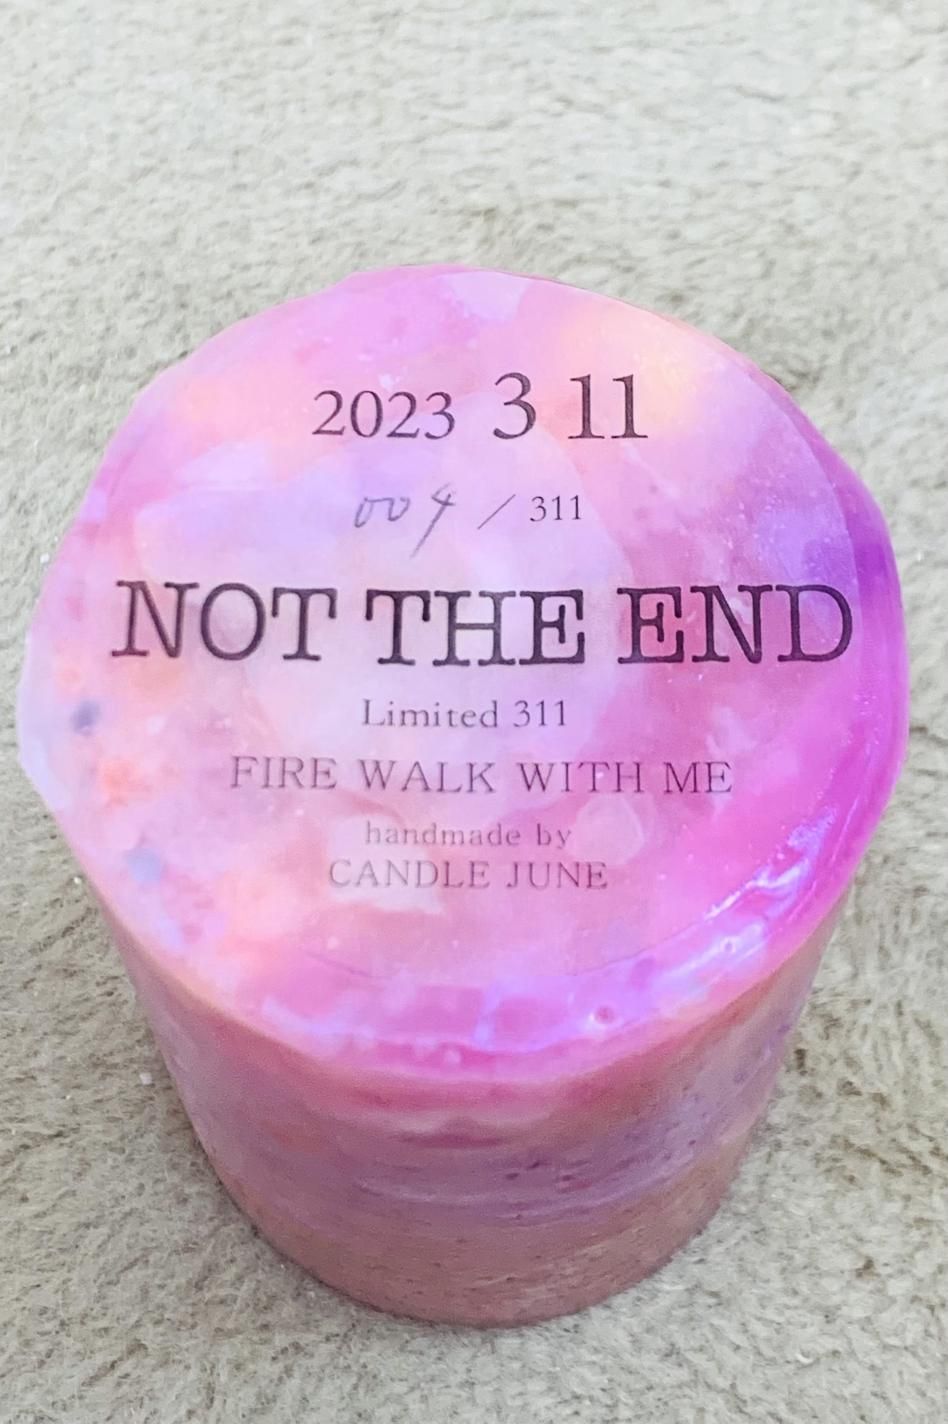 2023 3 11
004 / 311
NOT THE END
Limited 311
FIRE WALK WITH ME
handmade by
CANDLE JUNE